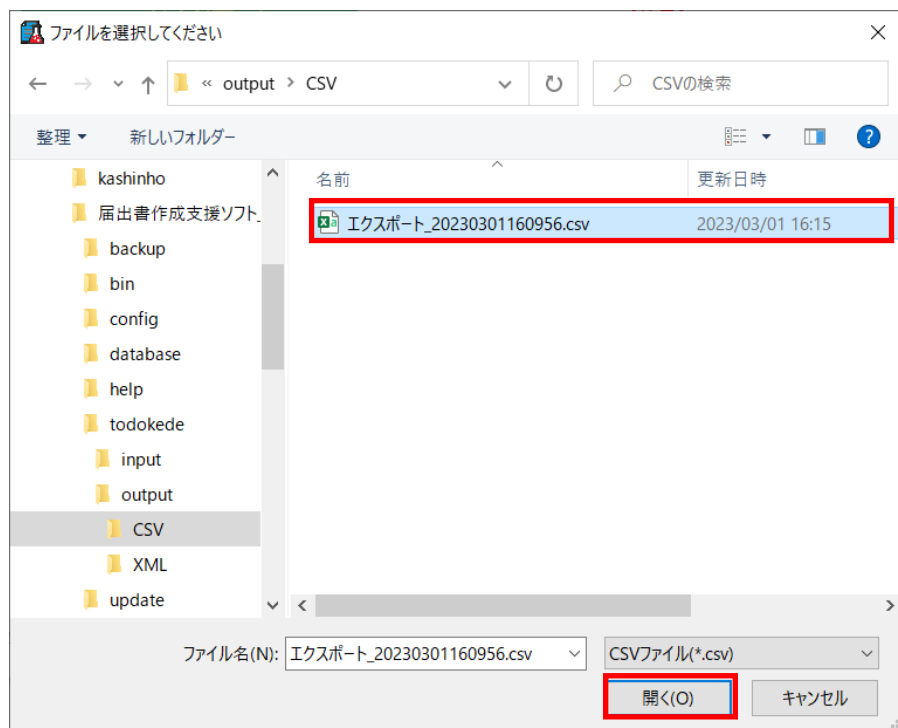 ファイルを選択してください
« output > CSV
CSVの検索
整理
新しいフォルダー
?
kashinho
届出書作成支援ソフト_
backup
bin
config
database
help
todokede
input
output
CSV
XML
update
名前
更新日時
エクスポート_20230301160956.csv
2023/03/01 16:15
ファイル名(N):
エクスポート_20230301160956.csv
CSVファイル(*.csv)
開く(O)
キャンセル